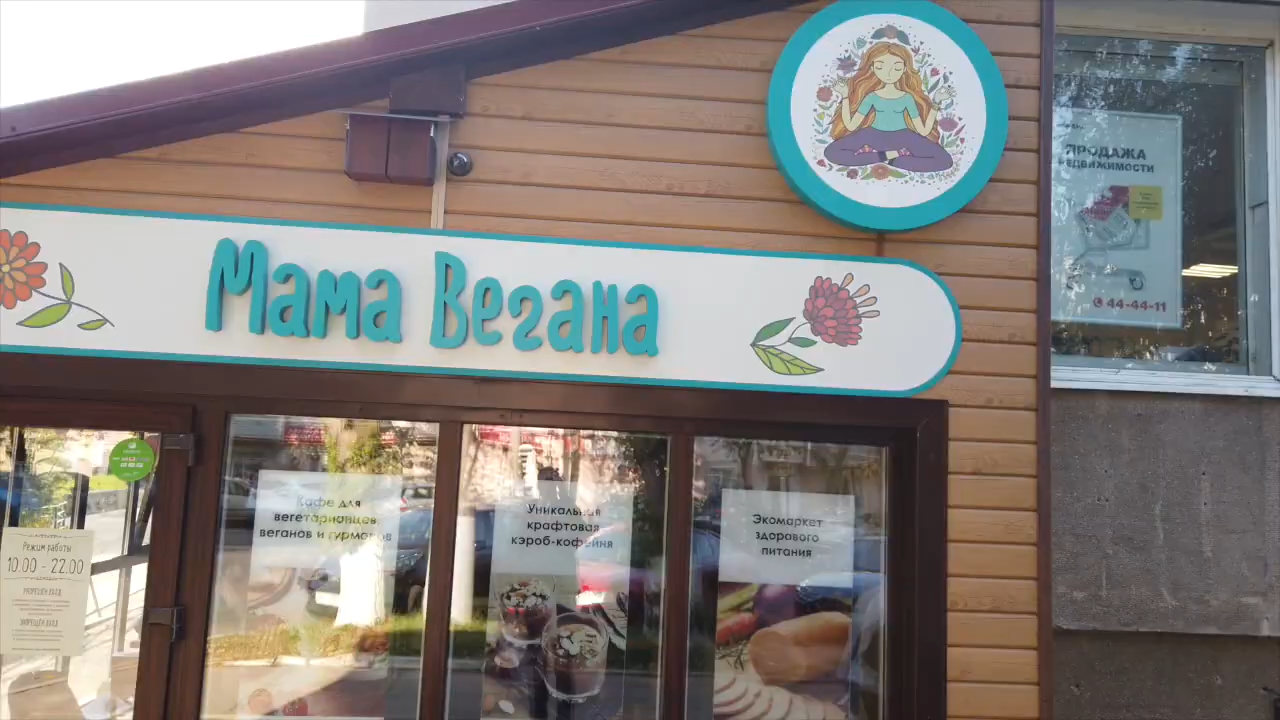 Мама Вегана
ПРОДАЖА
НЕДВИЖИМОСТИ
44-44-11
Кафе для
вегетарианцев
веганов и гурманов
Уникальная
крафтовая
кэроб-кофейня
Экомаркет
здорового
питания
Режим работы
10.00 - 22.00